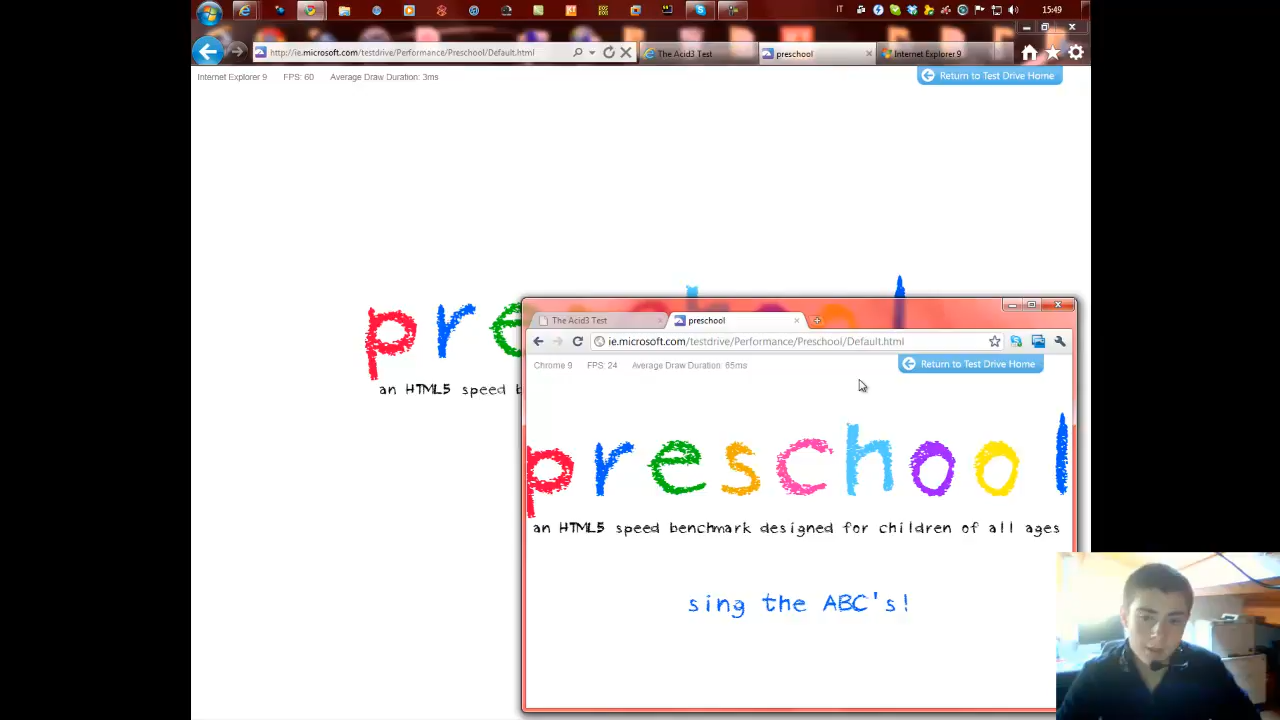 IT
15:49
http://ie.microsoft.com/testdrive/Performance/Preschool/Default.html
The Acid3 Test
preschool
Internet Explorer 9
Internet Explorer 9 FPS: 60 Average Draw Duration: 3ms
Return to Test Drive Home
pre
an HTML5 speed b
The Acid3 Test
preschool
ie.microsoft.com/testdrive/Performance/Preschool/Default.html
Chrome 9 FPS: 24 Average Draw Duration: 65ms
Return to Test Drive Home
preschool
an HTML5 speed benchmark designed for children of all ages
sing the ABC's!